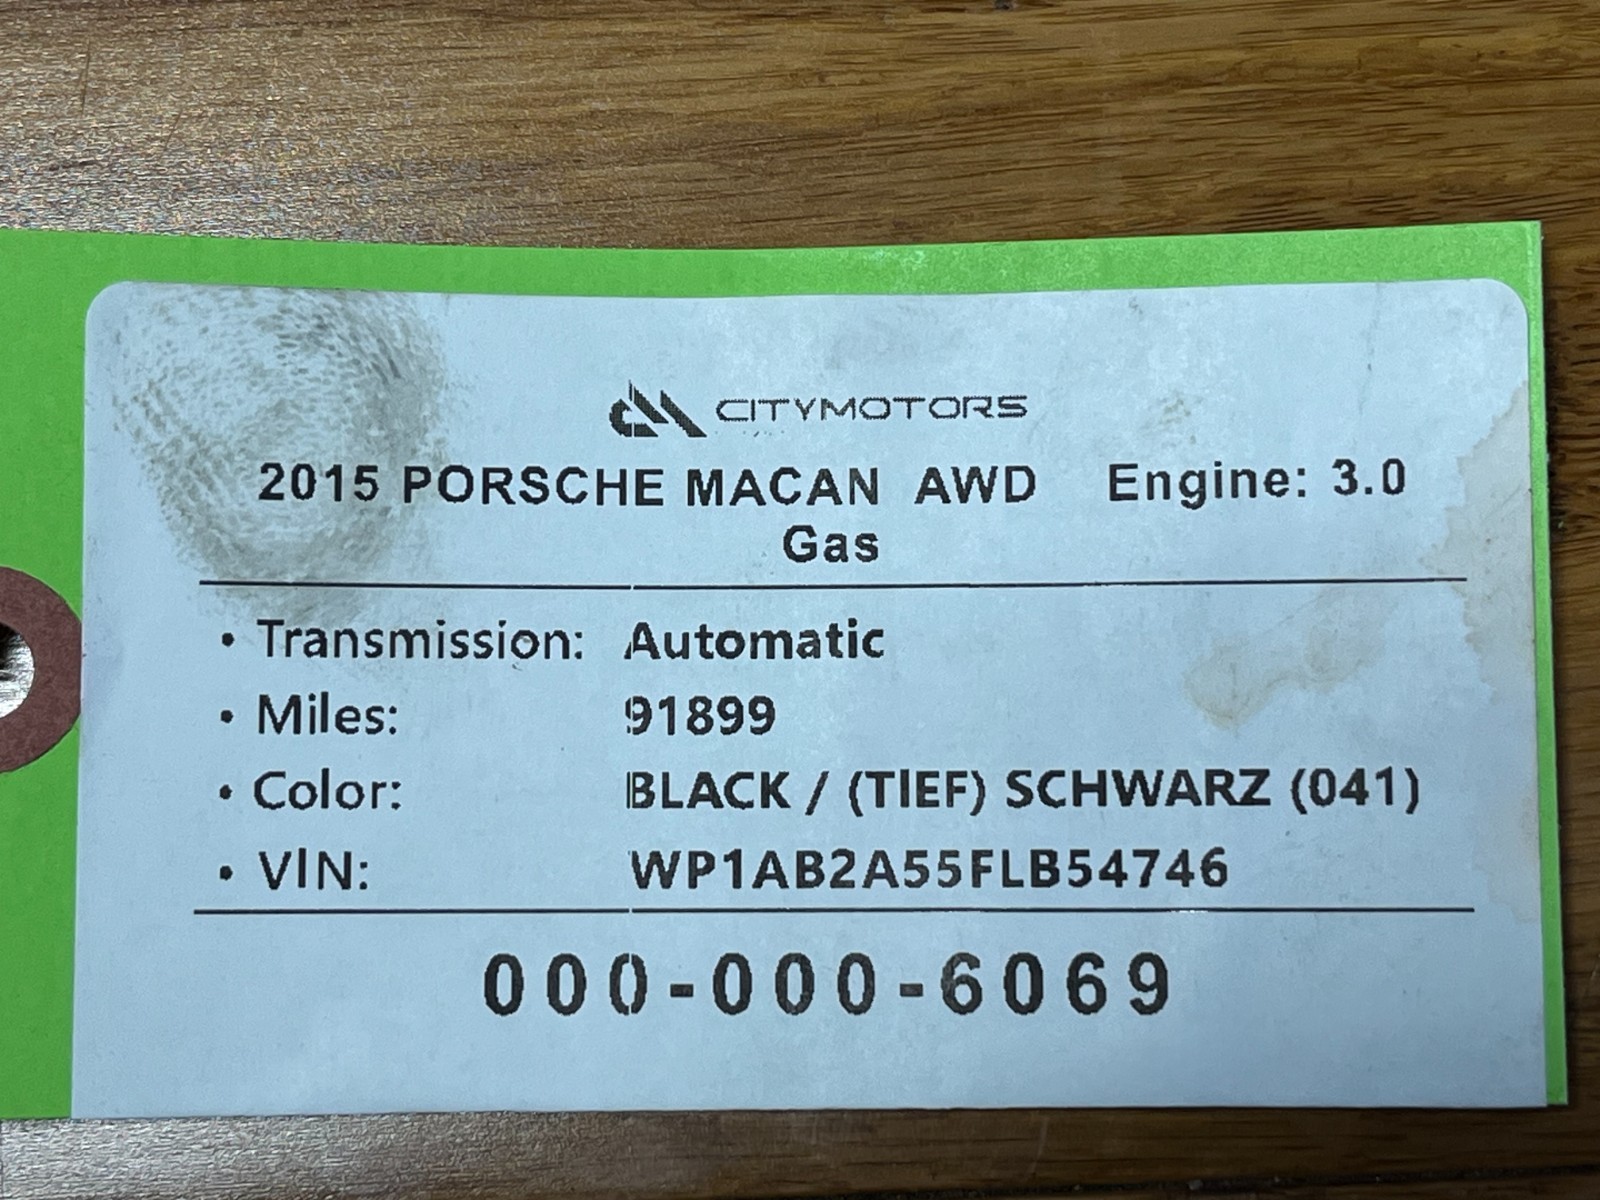 CITYMOTORS
2015 PORSCHE MACAN AWD Engine: 3.0
Gas
• Transmission: Automatic
• Miles: 91899
• Color: BLACK / (TIEF) SCHWARZ (041)
• VIN: WP1AB2A55FLB54746
000-000-6069